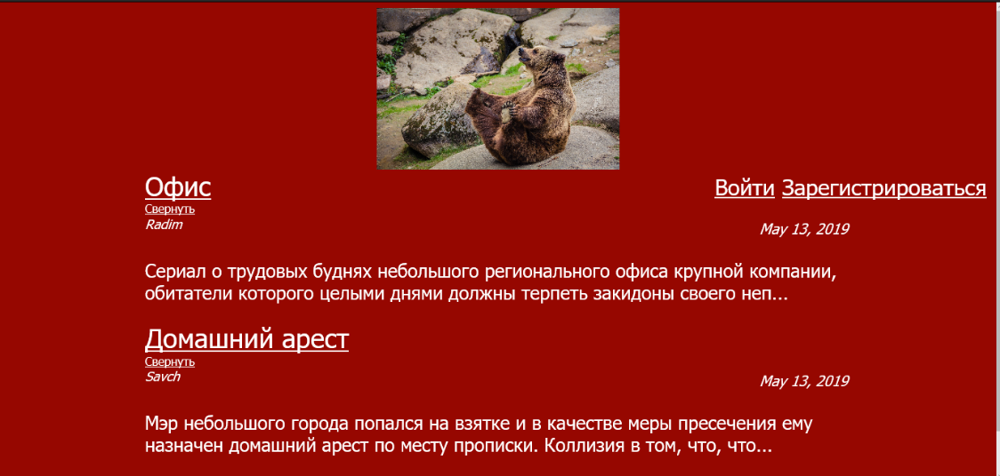 Офис
Войти Зарегистрироваться
Свернуть
Radim
May 13, 2019
Сериал о трудовых буднях небольшого регионального офиса крупной компании,
обитатели которого целыми днями должны терпеть закидоны своего неп...
Домашний арест
Свернуть
Savch
May 13, 2019
Мэр небольшого города попался на взятке и в качестве меры пресечения ему
назначен домашний арест по месту прописки. Коллизия в том, что, что...